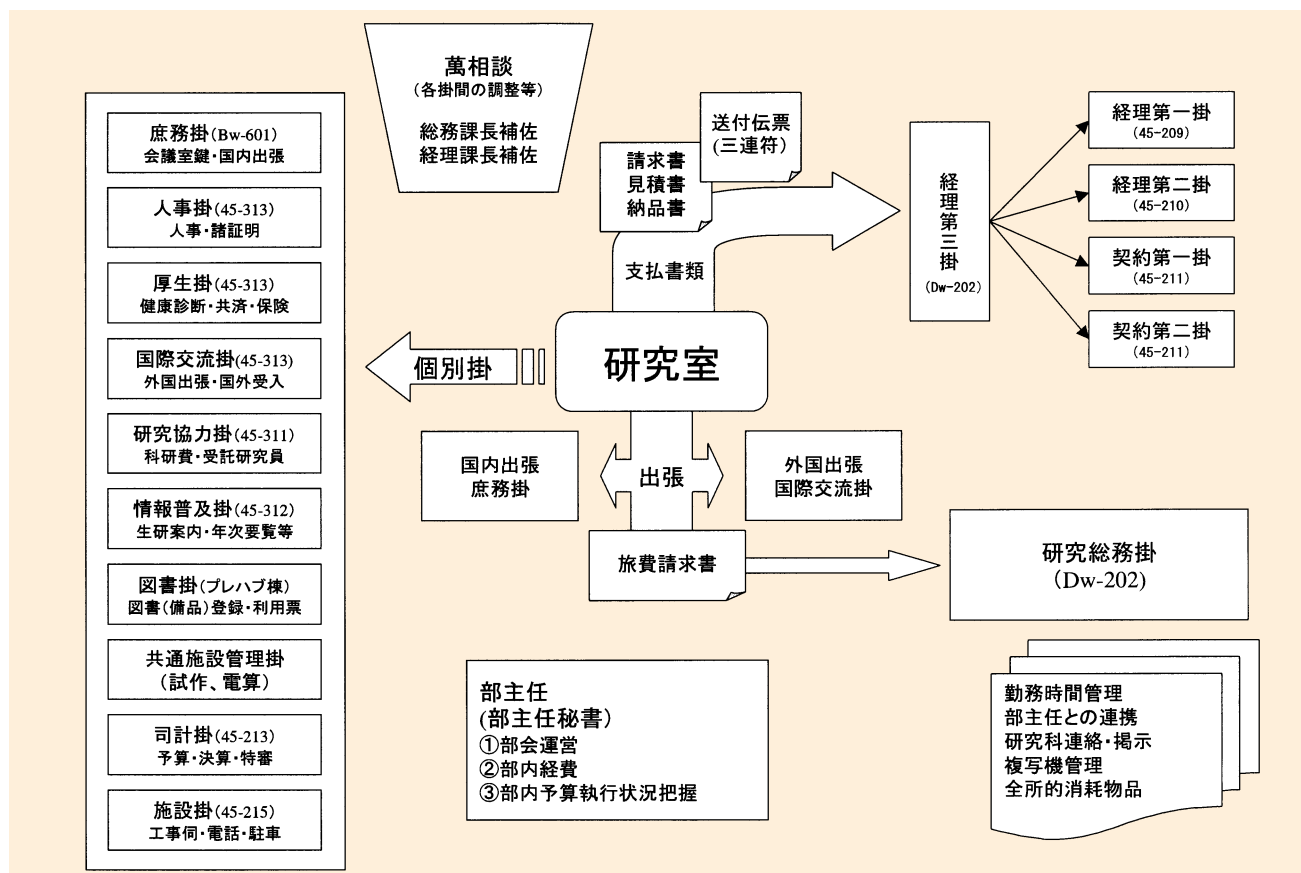 萬相談
(各掛間の調整等)
総務課長補佐
経理課長補佐
庶務掛(Bw-601)
会議室鍵・国内出張
人事掛(45-313)
人事・諸証明
厚生掛(45-313)
健康診断・共済・保険
国際交流掛(45-313)
外国出張・国外受入
研究協力掛(45-311)
科研費・受託研究員
情報普及掛(45-312)
生研案内・年次要覧等
図書掛(プレハブ棟)
図書(備品)登録・利用票
共通施設管理掛
(試作、電算)
司計掛(45-213)
予算・決算・特審
施設掛(45-215)
工事伺・電話・駐車
個別掛
研究室
支払書類
請求書
見積書
納品書
送付伝票
(三連符)
経理第三掛
(Dw-202)
経理第一掛
(45-209)
経理第二掛
(45-210)
契約第一掛
(45-211)
契約第二掛
(45-211)
国内出張
庶務掛
出張
外国出張
国際交流掛
旅費請求書
研究総務掛
(Dw-202)
部主任
(部主任秘書)
①部会運営
②部内経費
③部内予算執行状況把握
勤務時間管理
部主任との連携
研究科連絡・掲示
複写機管理
全所的消耗物品